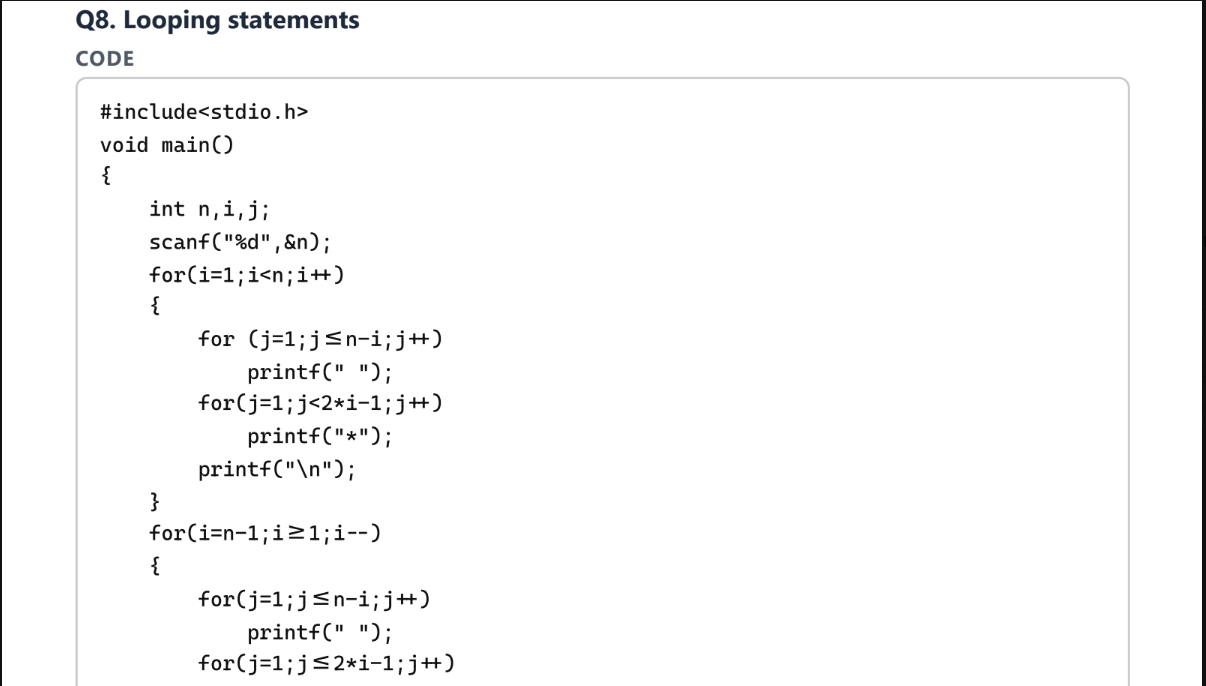 Q8. Looping statements
CODE
#include<stdio.h>
void main()
{
    int n,i,j;
    scanf("%d",&n);
    for(i=1;i<n;i++)
    {
        for (j=1;j≤n-i;j++)
            printf(" ");
        for(j=1;j<2*i-1;j++)
            printf("*");
        printf("\n");
    }
    for(i=n-1;i≥1;i--)
    {
        for(j=1;j≤n-i;j++)
            printf(" ");
        for(j=1;j≤2*i-1;j++)